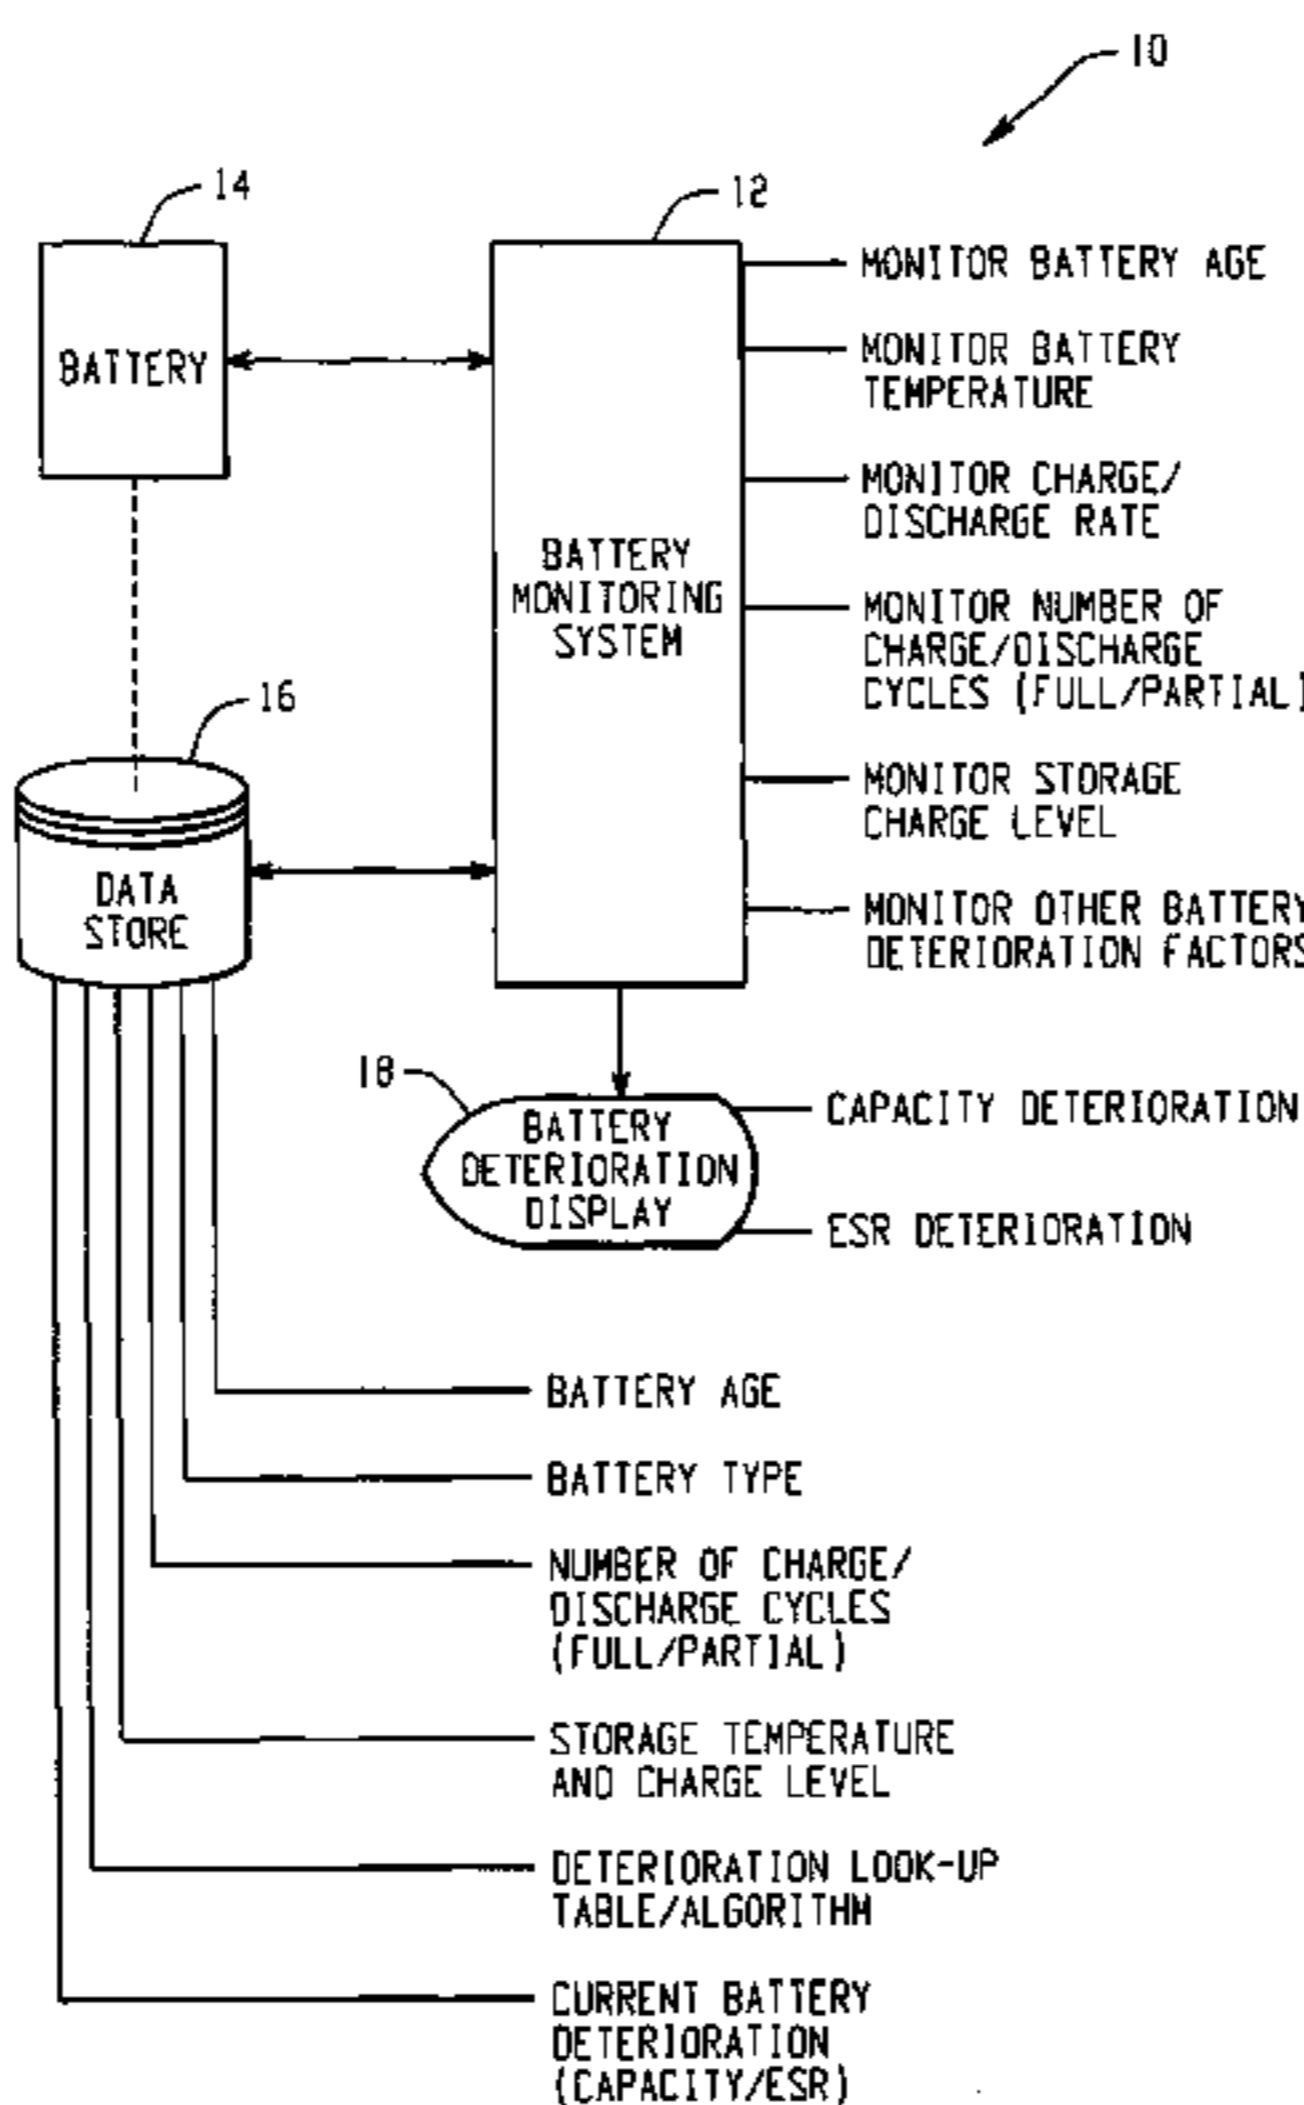 10
14
12
BATTERY
BATTERY
MONITORING
SYSTEM
MONITOR BATTERY AGE
MONITOR BATTERY
TEMPERATURE
MONITOR CHARGE/
DISCHARGE RATE
MONITOR NUMBER OF
CHARGE/DISCHARGE
CYCLES (FULL/PARTIAL)
MONITOR STORAGE
CHARGE LEVEL
MONITOR OTHER BATTERY
DETERIORATION FACTORS
16
DATA
STORE
18
BATTERY
DETERIORATION
DISPLAY
CAPACITY DETERIORATION
ESR DETERIORATION
BATTERY AGE
BATTERY TYPE
NUMBER OF CHARGE/
DISCHARGE CYCLES
(FULL/PARTIAL)
STORAGE TEMPERATURE
AND CHARGE LEVEL
DETERIORATION LOOK-UP
TABLE/ALGORITHM
CURRENT BATTERY
DETERIORATION
(CAPACITY/ESR)